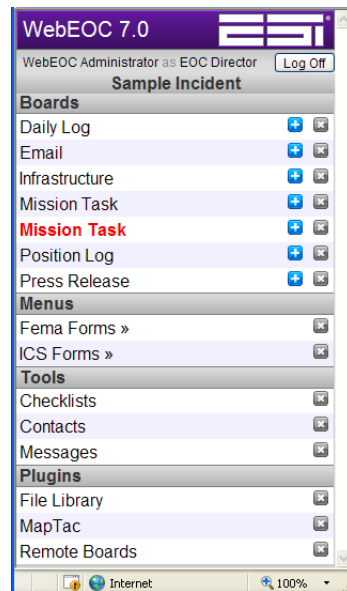 WebEOC 7.0
ESi
WebEOC Administrator as EOC Director Log Off
Sample Incident
Boards
Daily Log
Email
Infrastructure
Mission Task
Mission Task
Position Log
Press Release
Menus
Fema Forms »
ICS Forms »
Tools
Checklists
Contacts
Messages
Plugins
File Library
MapTac
Remote Boards
Internet 100%